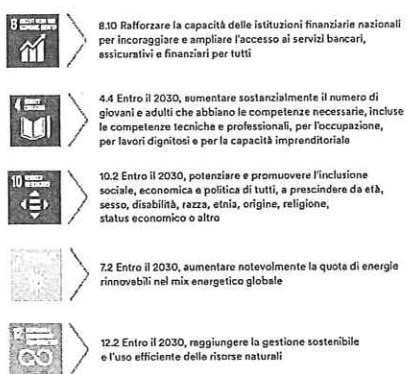 8
8.10 Rafforzare la capacità delle istituzioni finanziarie nazionali
per incoraggiare e ampliare l'accesso ai servizi bancari,
assicurativi e finanziari per tutti
4
4.4 Entro il 2030, aumentare sostanzialmente il numero di
giovani e adulti che abbiano le competenze necessarie, incluse
le competenze tecniche e professionali, per l'occupazione,
per lavori dignitosi e per la capacità imprenditoriale
10
10.2 Entro il 2030, potenziare e promuovere l'inclusione
sociale, economica e politica di tutti, a prescindere da età,
sesso, disabilità, razza, etnia, origine, religione,
status economico o altro
7.2 Entro il 2030, aumentare notevolmente la quota di energie
rinnovabili nel mix energetico globale
12.2 Entro il 2030, raggiungere la gestione sostenibile
e l'uso efficiente delle risorse naturali